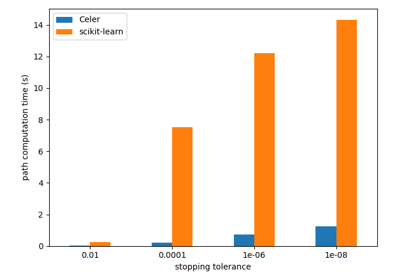 Celer
scikit-learn
path computation time (s)
14
12
10
8
6
4
2
0
0.01 0.0001 1e-06 1e-08
stopping tolerance